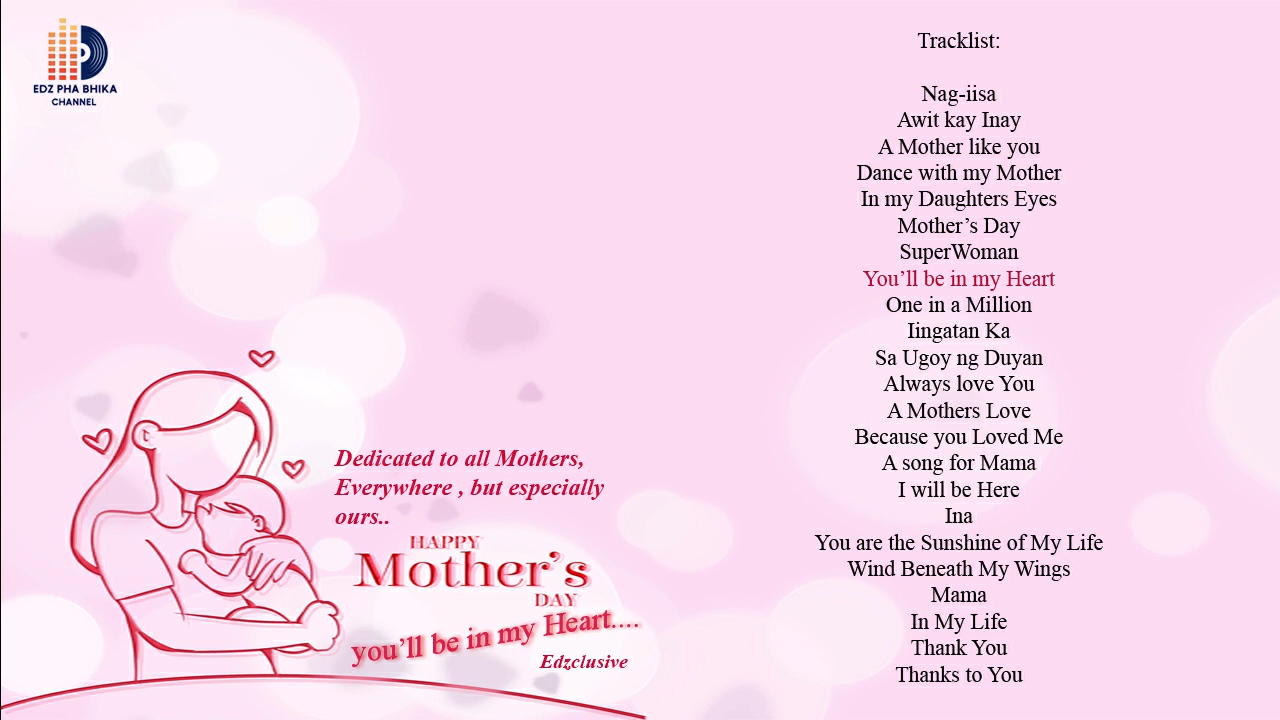 EDZ PHA BHIKA
CHANNEL
Dedicated to all Mothers,
Everywhere , but especially
ours..
HAPPY
Mother's
DAY
you'll be in my Heart....
Edzclusive
Tracklist:
Nag-iisa
Awit kay Inay
A Mother like you
Dance with my Mother
In my Daughters Eyes
Mother’s Day
SuperWoman
You’ll be in my Heart
One in a Million
Iingatan Ka
Sa Ugoy ng Duyan
Always love You
A Mothers Love
Because you Loved Me
A song for Mama
I will be Here
Ina
You are the Sunshine of My Life
Wind Beneath My Wings
Mama
In My Life
Thank You
Thanks to You